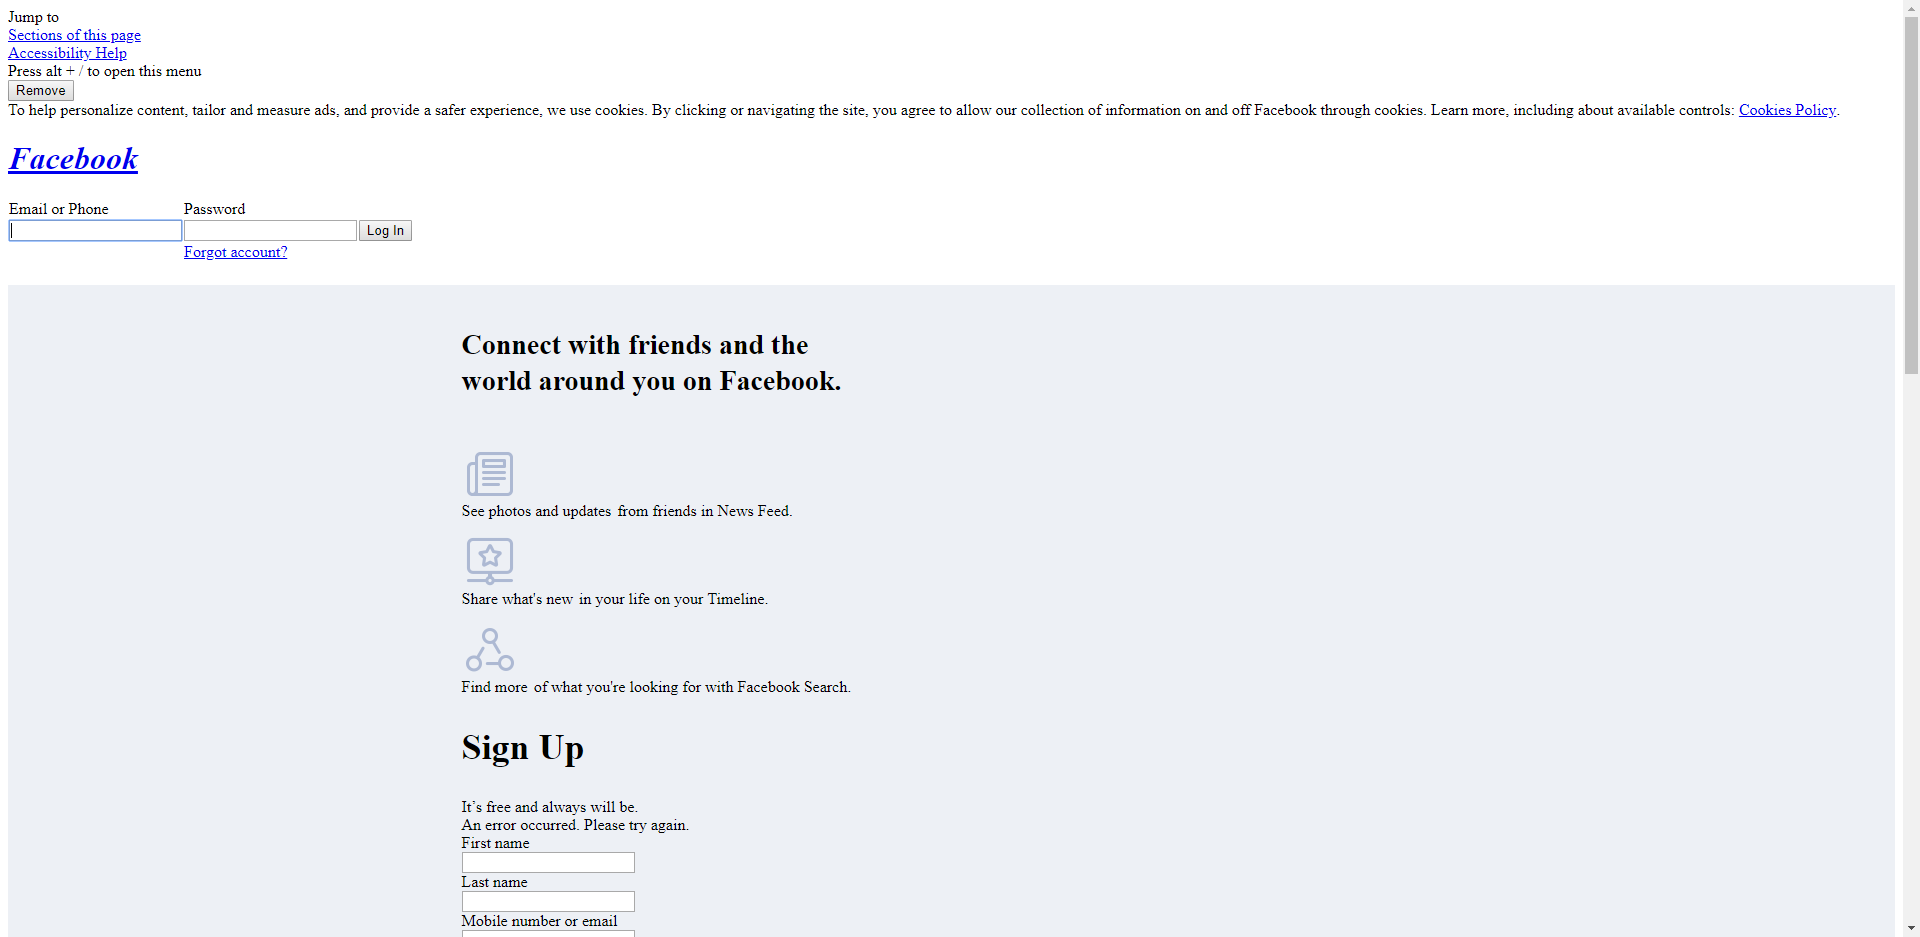 Jump to
Sections of this page
Accessibility Help
Press alt + / to open this menu
Remove
To help personalize content, tailor and measure ads, and provide a safer experience, we use cookies. By clicking or navigating the site, you agree to allow our collection of information on and off Facebook through cookies. Learn more, including about available controls: Cookies Policy.
Facebook
Email or Phone Password
Log In
Forgot account?
Connect with friends and the
world around you on Facebook.
See photos and updates from friends in News Feed.
Share what's new in your life on your Timeline.
Find more of what you're looking for with Facebook Search.
Sign Up
It’s free and always will be.
An error occurred. Please try again.
First name
Last name
Mobile number or email